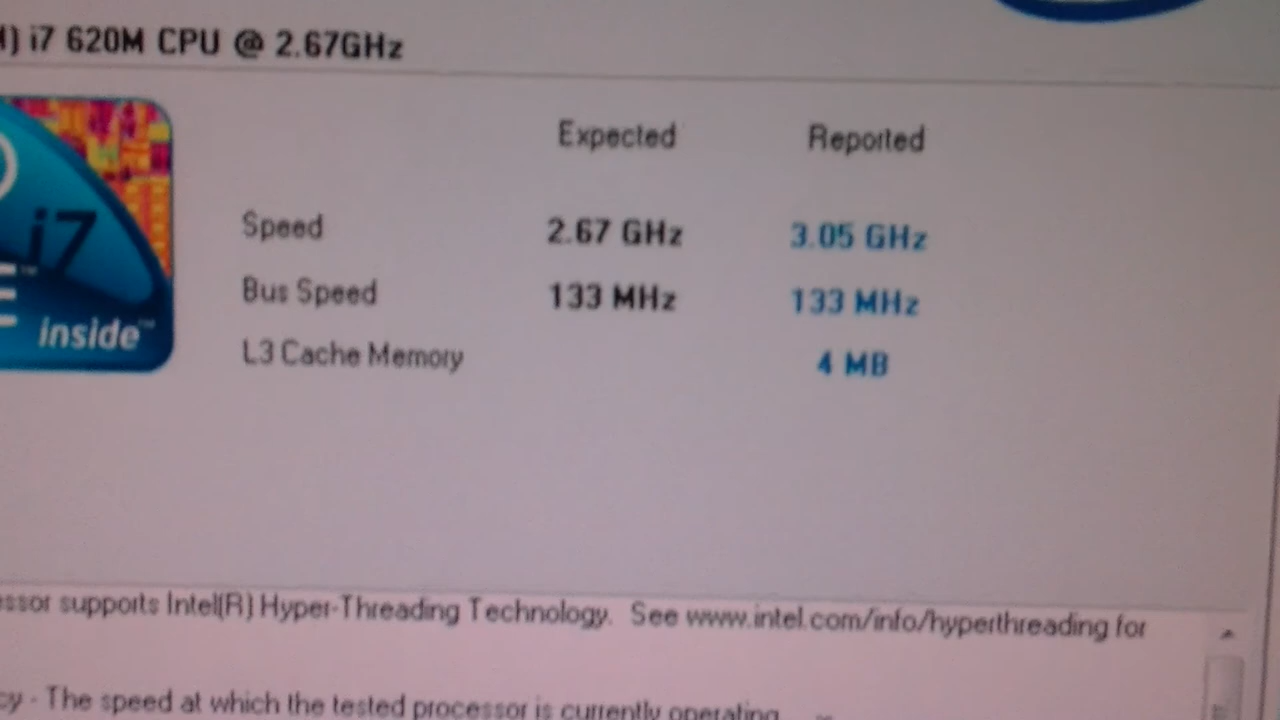 i7 620M CPU @ 2.67GHz
Expected Reported
i7
inside™
Speed 2.67 GHz 3.05 GHz
Bus Speed 133 MHz 133 MHz
L3 Cache Memory 4 MB
supports Intel(R) Hyper-Threading Technology. See www.intel.com/info/hyperthreading for
- The speed at which the tested processor is currently operating